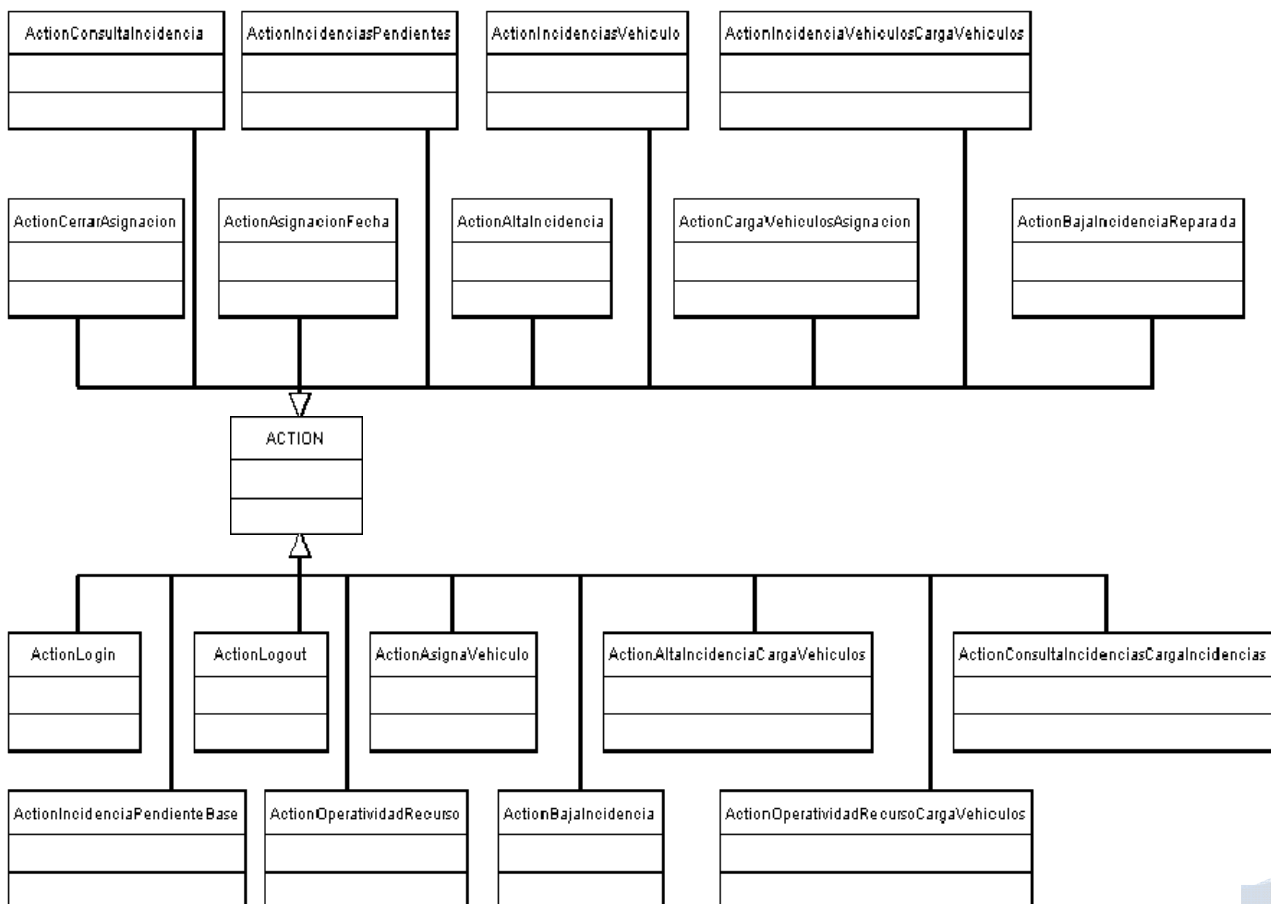 ActionConsultaIncidencia
ActionIncidenciasPendientes
ActionIncidenciasVehiculo
ActionIncidenciaVehiculosCargaVehiculos
ActionCerrarAsignacion
ActionAsignacionFecha
ActionAltaIncidencia
ActionCargaVehiculosAsignacion
ActionBajaIncidenciaReparada
ACTION
ActionLogin
ActionLogout
ActionAsignaVehiculo
ActionAltaIncidenciaCargaVehiculos
ActionConsultaIncidenciasCargaIncidencias
ActionIncidenciaPendienteBase
ActionOperatividadRecurso
ActionBajaIncidencia
ActionOperatividadRecursoCargaVehiculos